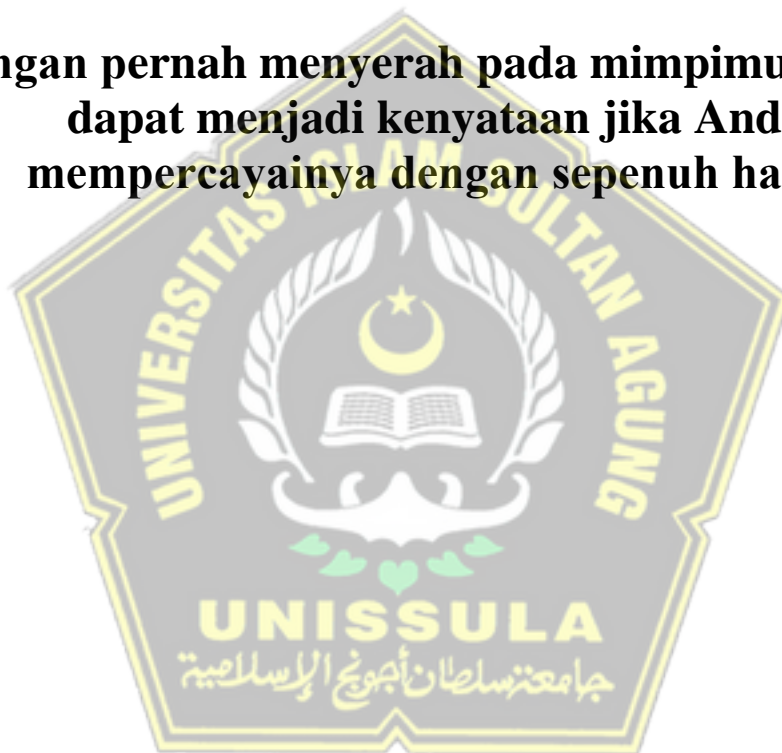 ngan pernah menyerah pada mimpimu
dapat menjadi kenyataan jika And
mempercayainya dengan sepenuh ha
UNIVERSITAS ISLAM SULTAN AGUNG
UNISSULA
جامعة سلطان أجونج الإسلامية